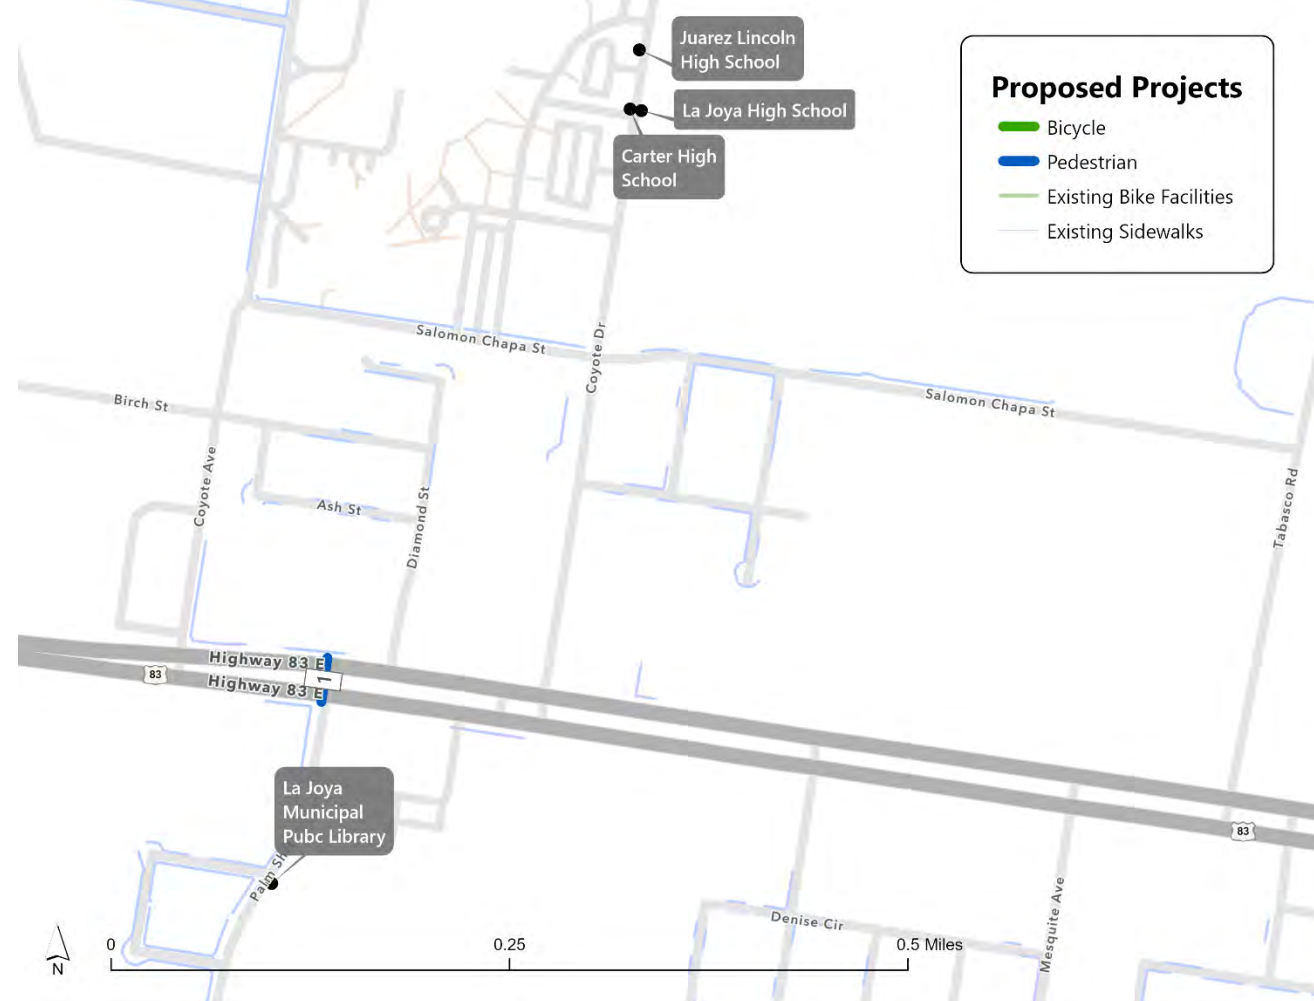 Juarez Lincoln
High School
La Joya High School
Carter High
School
Proposed Projects
Bicycle
Pedestrian
Existing Bike Facilities
Existing Sidewalks
Salomon Chapa St
Coyote Dr
Birch St
Salomon Chapa St
Coyote Ave
Ash St
Diamond St
Tabasco Rd
Highway 83 E
83
1
Highway 83 E
La Joya
Municipal
Pubc Library
83
Palm Sh
Denise Cir
Mesquite Ave
N
0
0.25
0.5 Miles